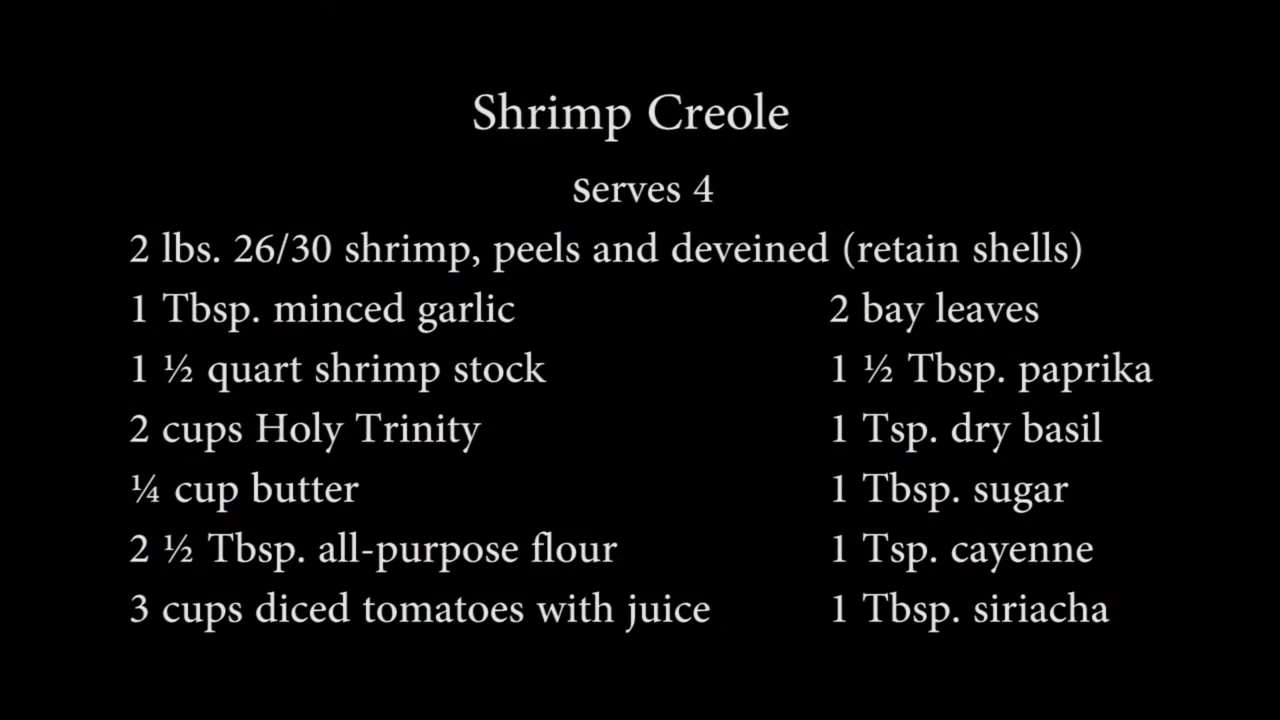 Shrimp Creole
serves 4
2 lbs. 26/30 shrimp, peels and deveined (retain shells)
1 Tbsp. minced garlic
1 ½ quart shrimp stock
2 cups Holy Trinity
¼ cup butter
2 ½ Tbsp. all-purpose flour
3 cups diced tomatoes with juice
2 bay leaves
1 ½ Tbsp. paprika
1 Tsp. dry basil
1 Tbsp. sugar
1 Tsp. cayenne
1 Tbsp. siriacha